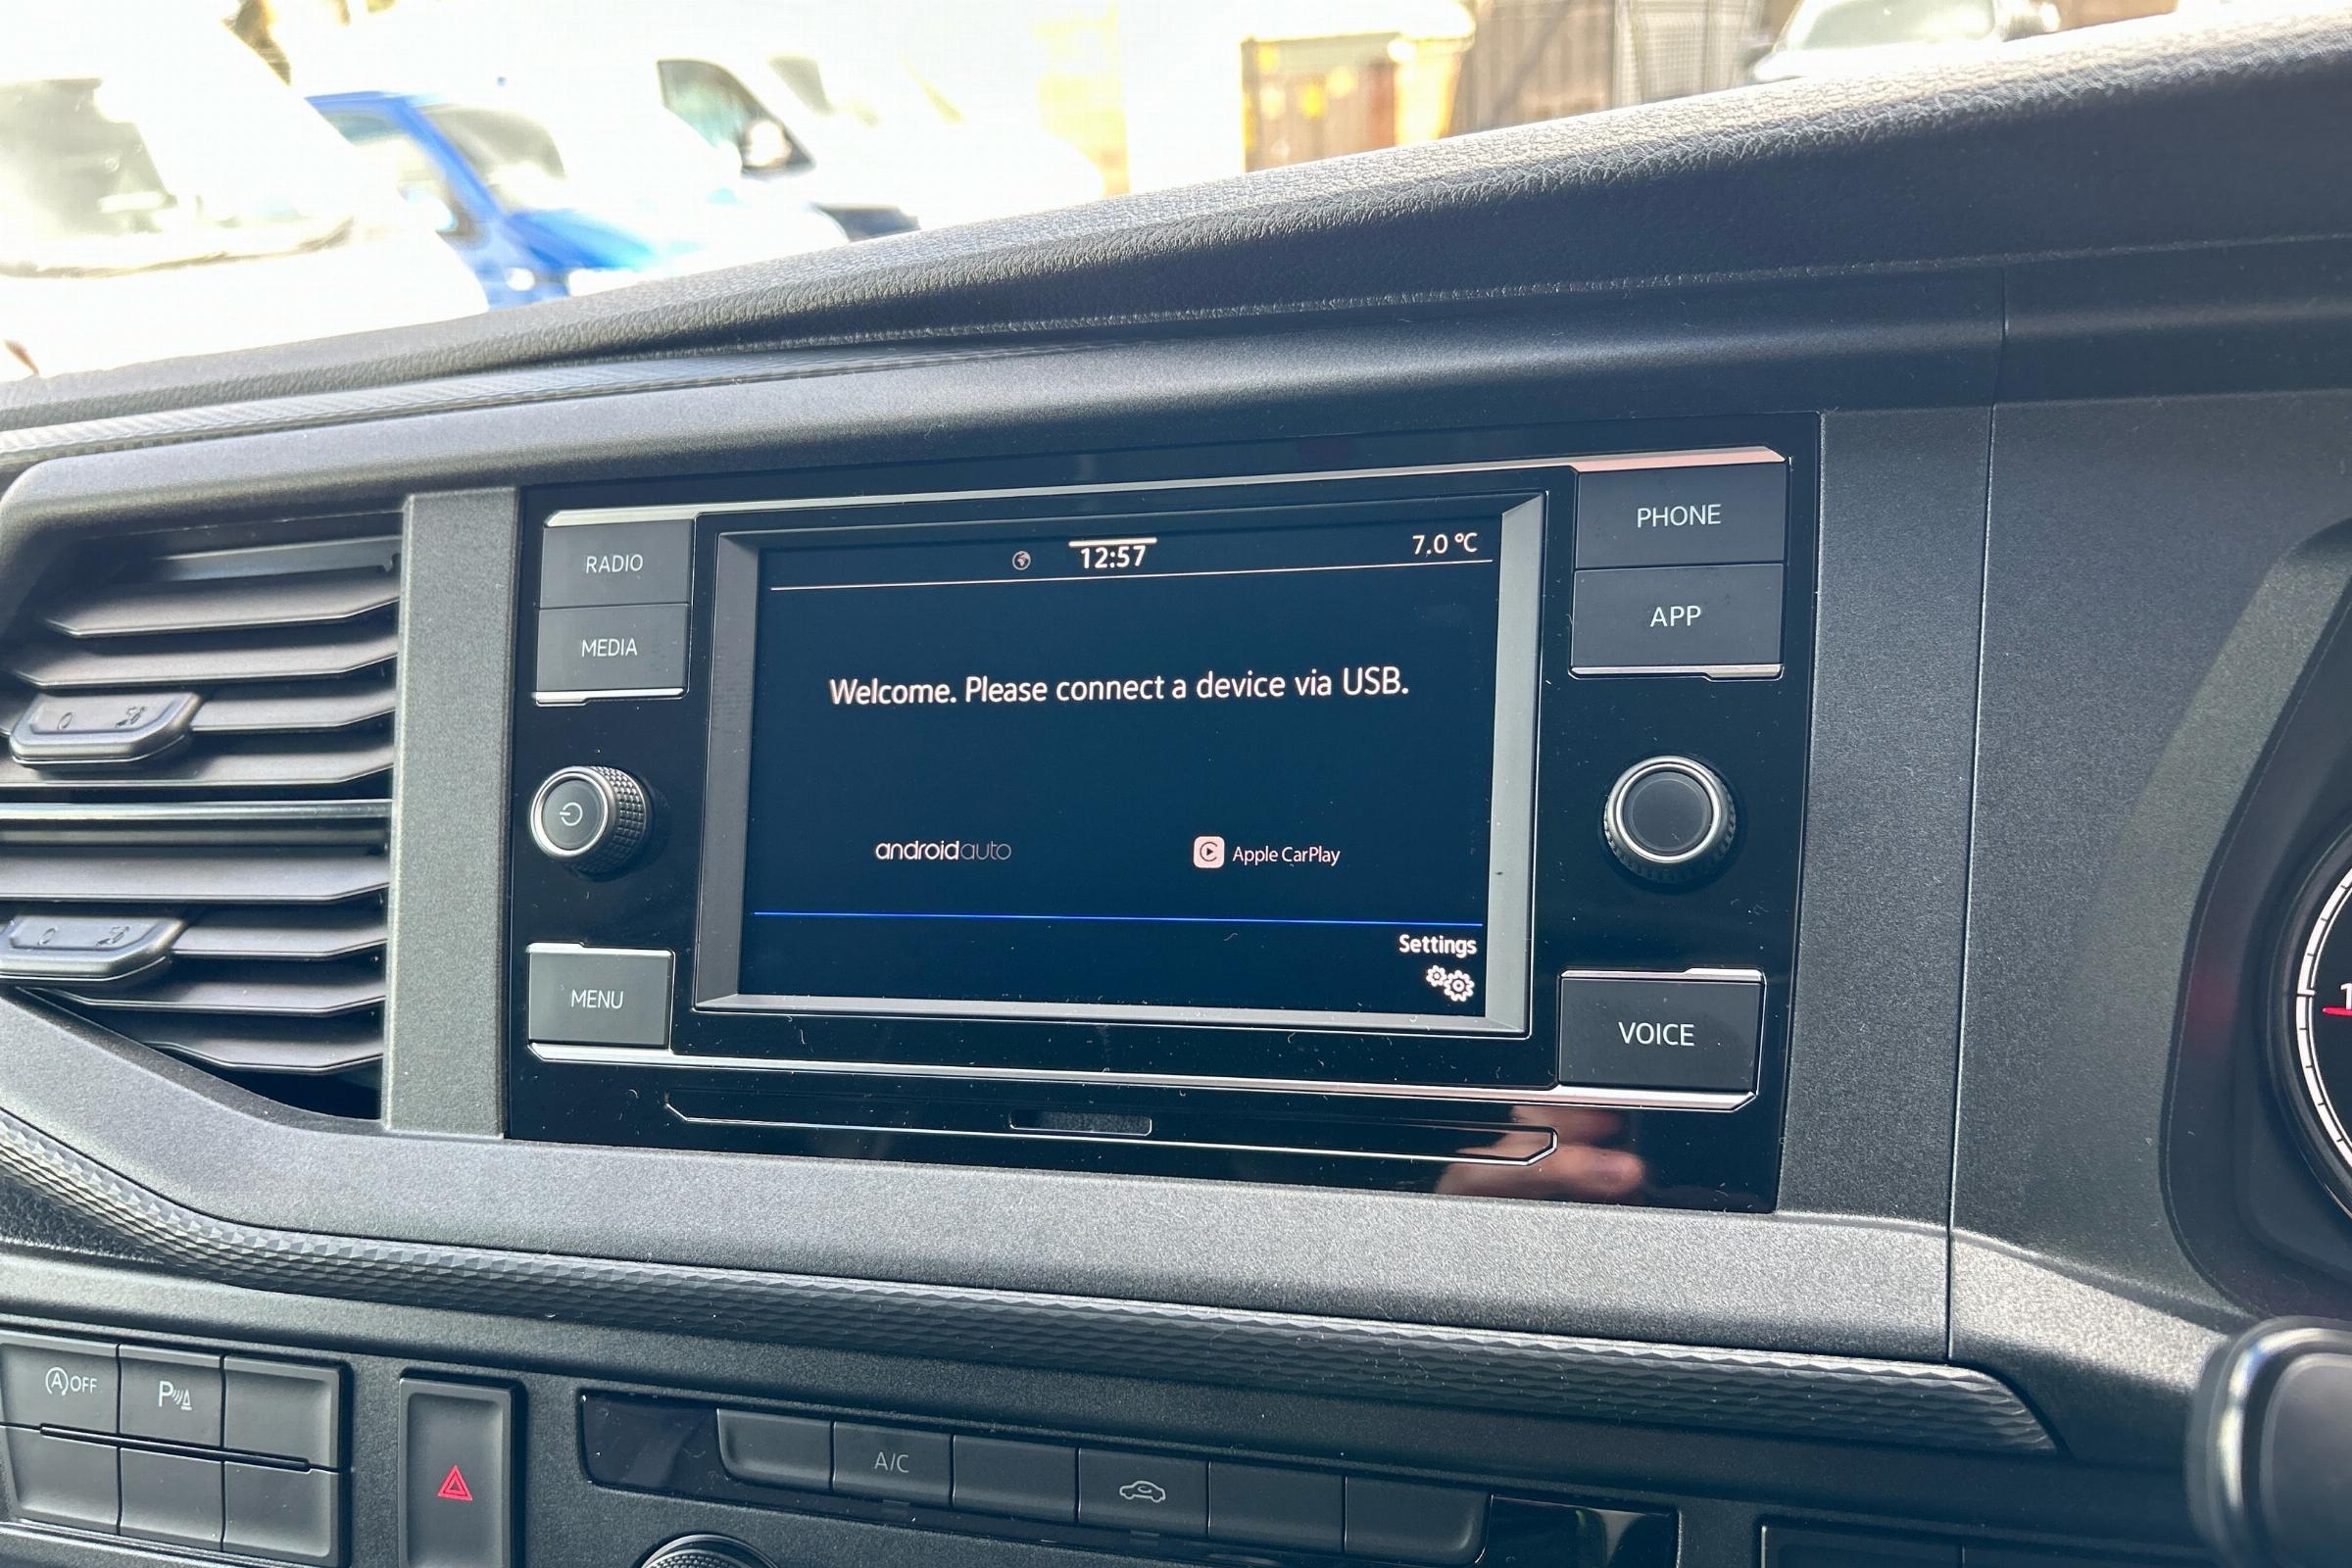 RADIO
MEDIA
MENU
12:57
7.0 °C
Welcome. Please connect a device via USB.
androidauto
Apple CarPlay
Settings
PHONE
APP
VOICE
A OFF
P
A/C